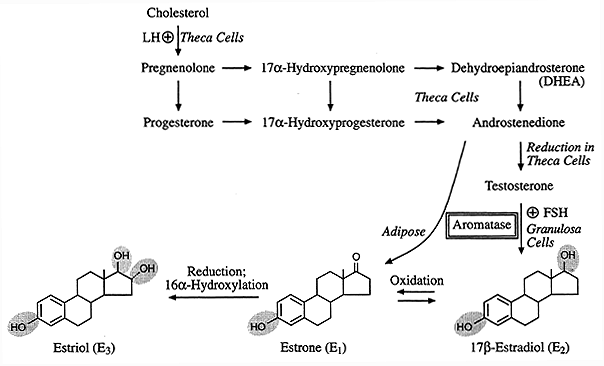 Cholesterol
LH⊕ Theca Cells
Pregnenolone 17α-Hydroxypregnenolone Dehydroepiandrosterone
(DHEA)
Theca Cells
Progesterone 17α-Hydroxyprogesterone Androstenedione
Reduction in
Theca Cells
Testosterone
⊕ FSH
Aromatase
Granulosa
Cells
Adipose
OH
OH
HO
Reduction;
16α-Hydroxylation
O
HO
Oxidation
OH
HO
Estriol (E₃) Estrone (E₁) 17β-Estradiol (E₂)